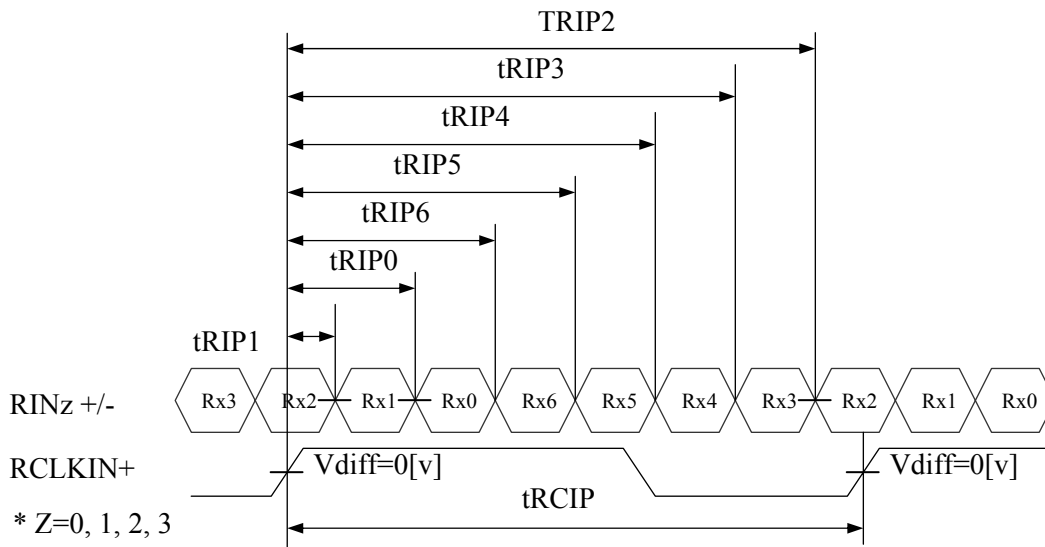 TRIP2
tRIP3
tRIP4
tRIP5
tRIP6
tRIP0
tRIP1
RINz +/- Rx3 Rx2 Rx1 Rx0 Rx6 Rx5 Rx4 Rx3 Rx2 Rx1 Rx0
RCLKIN+ Vdiff=0[v] Vdiff=0[v]
tRCIP
* Z=0, 1, 2, 3